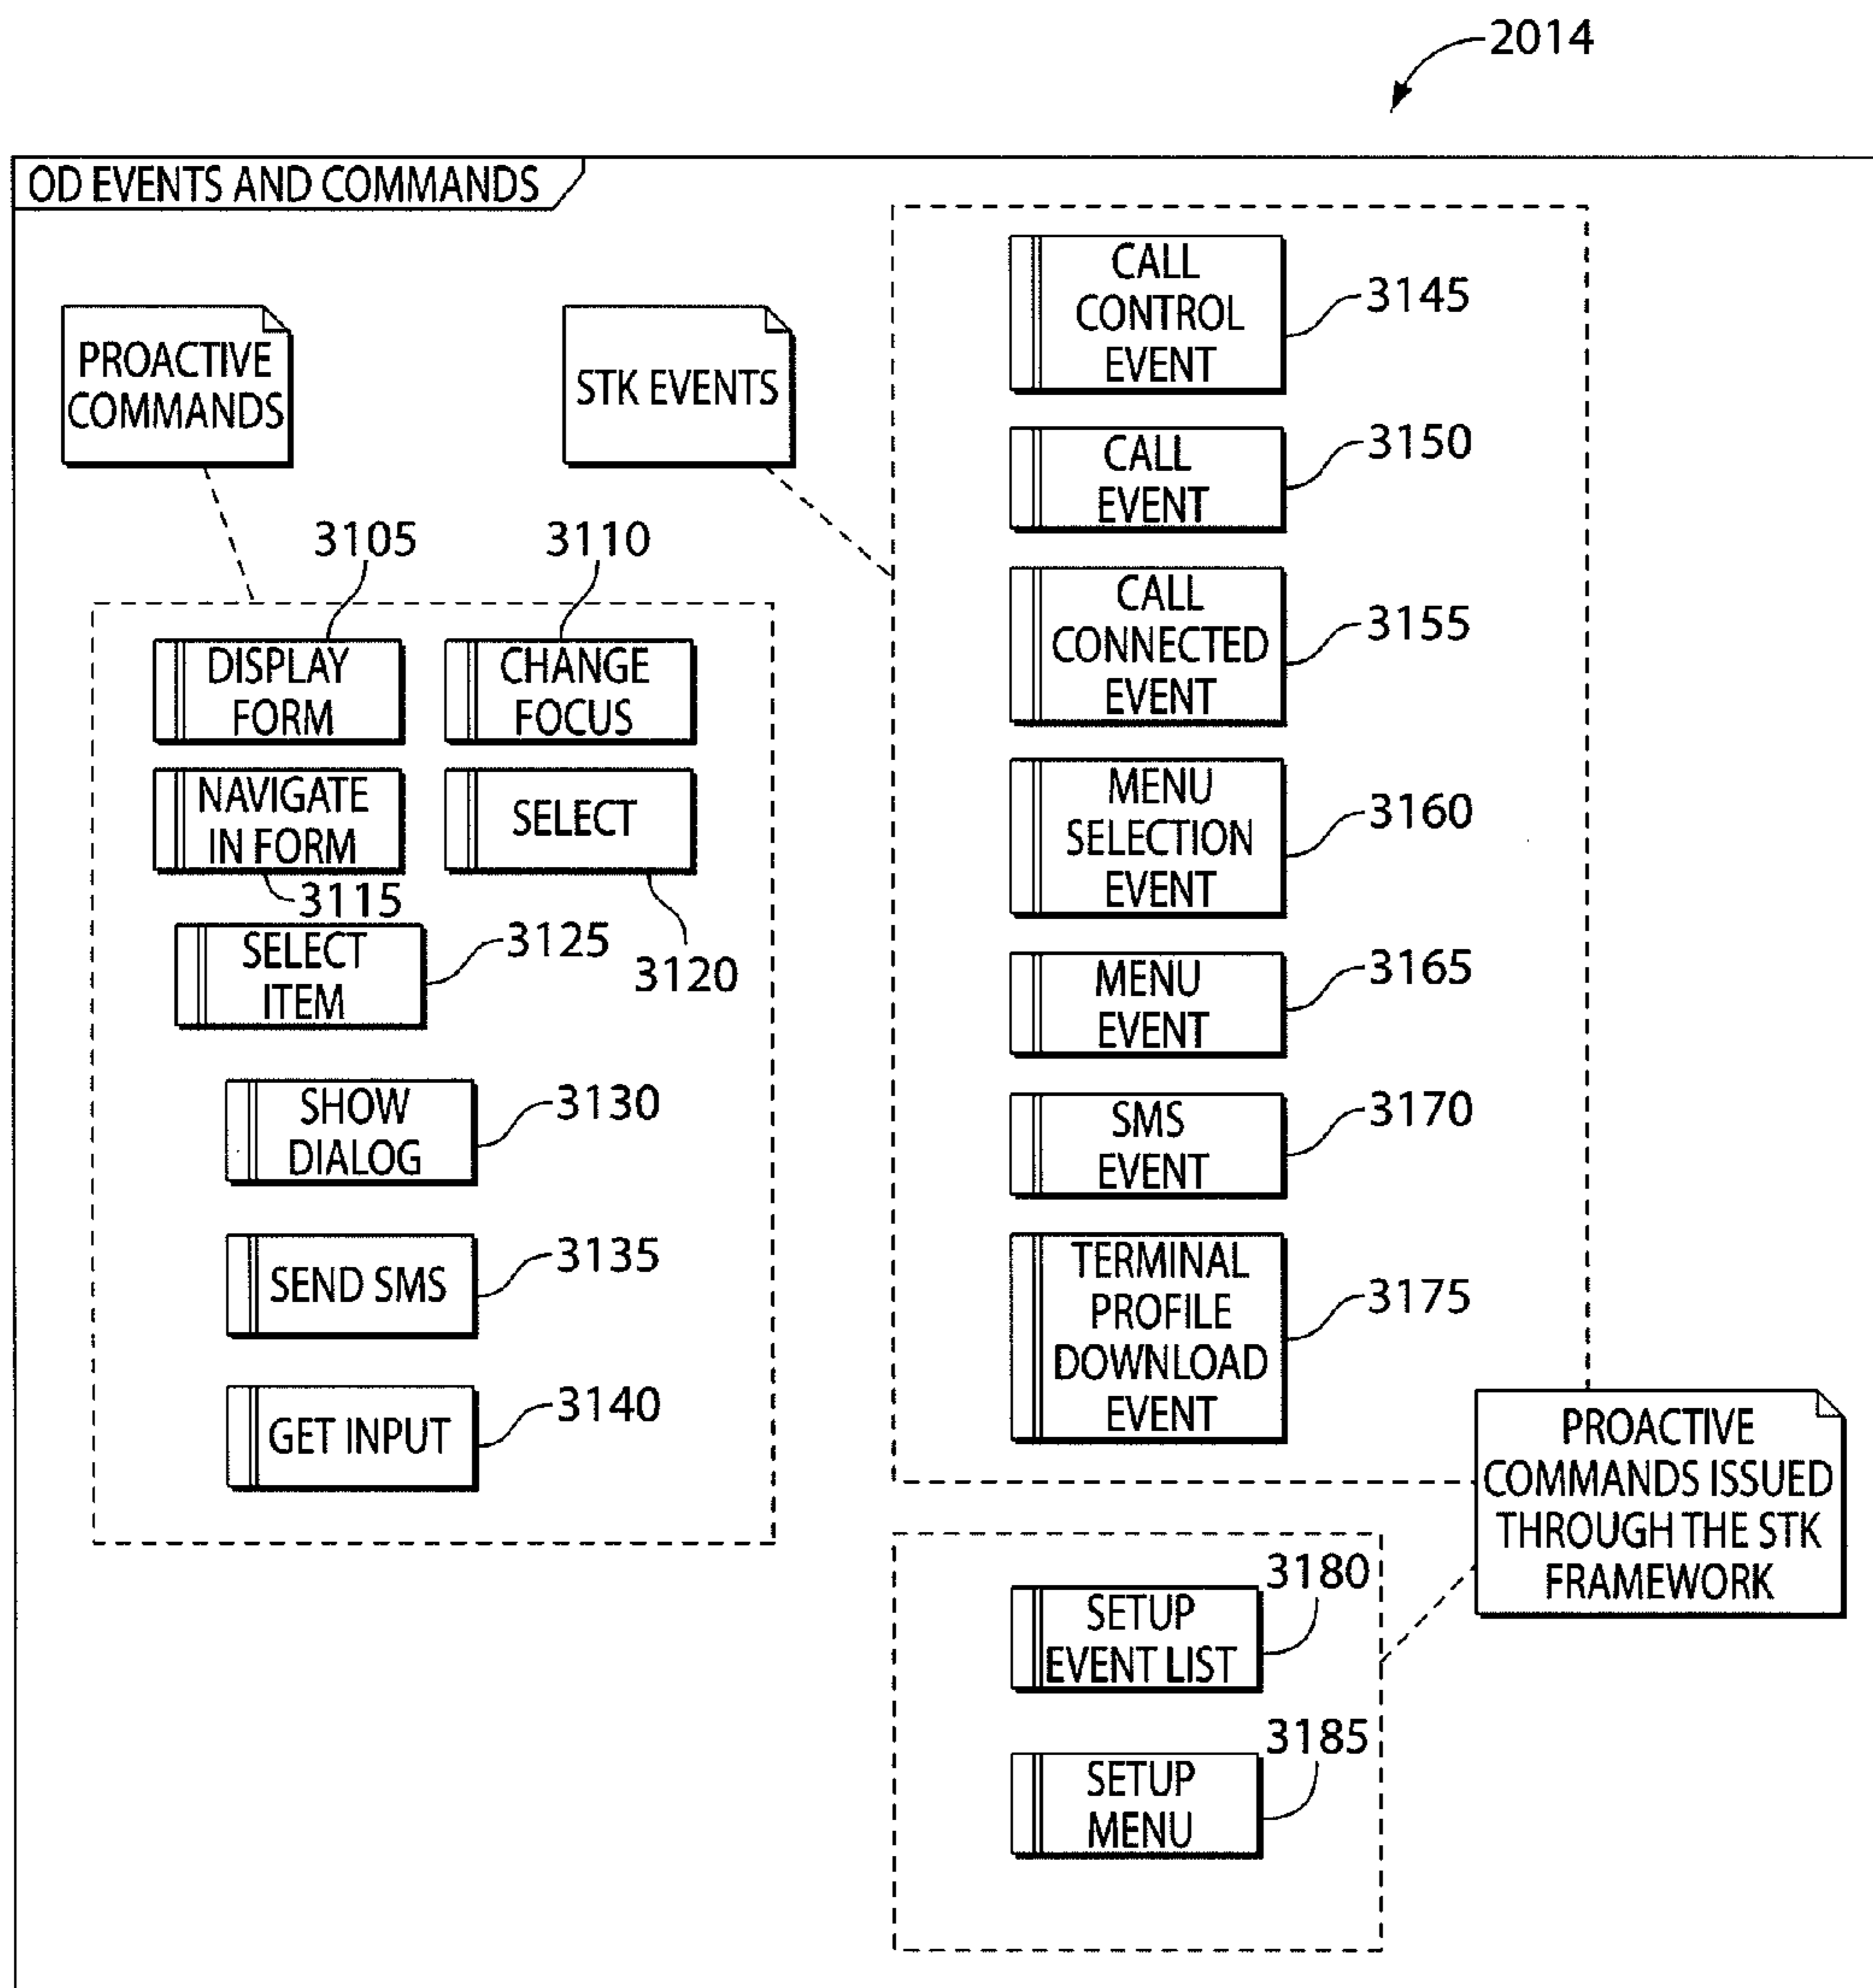 2014
OD EVENTS AND COMMANDS
PROACTIVE
COMMANDS
STK EVENTS
3105
3110
DISPLAY
FORM
CHANGE
FOCUS
NAVIGATE
IN FORM
SELECT
3115
3120
SELECT
ITEM
3125
SHOW
DIALOG
3130
SEND SMS
3135
GET INPUT
3140
CALL
CONTROL
EVENT
3145
CALL
EVENT
3150
CALL
CONNECTED
EVENT
3155
MENU
SELECTION
EVENT
3160
MENU
EVENT
3165
SMS
EVENT
3170
TERMINAL
PROFILE
DOWNLOAD
EVENT
3175
PROACTIVE
COMMANDS ISSUED
THROUGH THE STK
FRAMEWORK
3180
SETUP
EVENT LIST
3185
SETUP
MENU